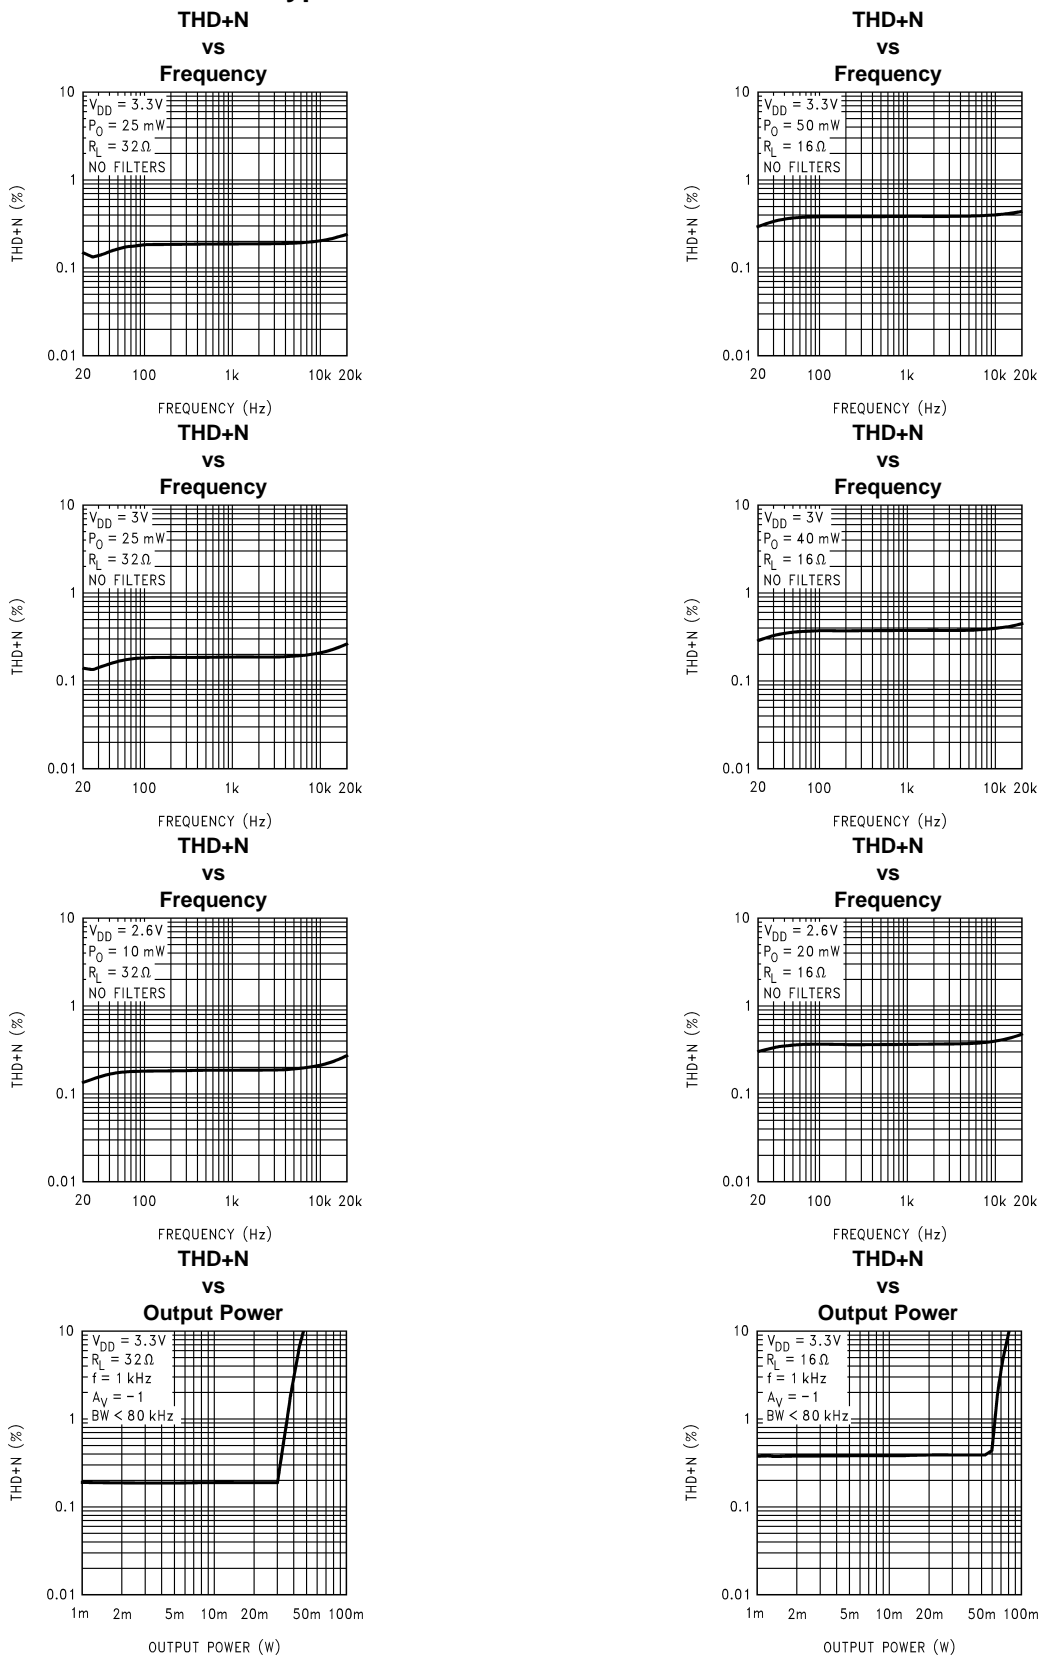 THD+N
vs
Frequency
10
1
0.1
0.01
THD+N (%)
V_DD = 3.3V
P_O = 25 mW
R_L = 32Ω
NO FILTERS
20 100 1k 10k 20k
FREQUENCY (Hz)
THD+N
vs
Frequency
10
1
0.1
0.01
THD+N (%)
V_DD = 3.3V
P_O = 50 mW
R_L = 16Ω
NO FILTERS
20 100 1k 10k 20k
FREQUENCY (Hz)
THD+N
vs
Frequency
10
1
0.1
0.01
THD+N (%)
V_DD = 3V
P_O = 25 mW
R_L = 32Ω
NO FILTERS
20 100 1k 10k 20k
FREQUENCY (Hz)
THD+N
vs
Frequency
10
1
0.1
0.01
THD+N (%)
V_DD = 3V
P_O = 40 mW
R_L = 16Ω
NO FILTERS
20 100 1k 10k 20k
FREQUENCY (Hz)
THD+N
vs
Frequency
10
1
0.1
0.01
THD+N (%)
V_DD = 2.6V
P_O = 10 mW
R_L = 32Ω
NO FILTERS
20 100 1k 10k 20k
FREQUENCY (Hz)
THD+N
vs
Frequency
10
1
0.1
0.01
THD+N (%)
V_DD = 2.6V
P_O = 20 mW
R_L = 16Ω
NO FILTERS
20 100 1k 10k 20k
FREQUENCY (Hz)
THD+N
vs
Output Power
10
1
0.1
0.01
THD+N (%)
V_DD = 3.3V
R_L = 32Ω
f = 1 kHz
A_V = −1
BW < 80 kHz
1m 2m 5m 10m 20m 50m 100m
OUTPUT POWER (W)
THD+N
vs
Output Power
10
1
0.1
0.01
THD+N (%)
V_DD = 3.3V
R_L = 16Ω
f = 1 kHz
A_V = −1
BW < 80 kHz
1m 2m 5m 10m 20m 50m 100m
OUTPUT POWER (W)